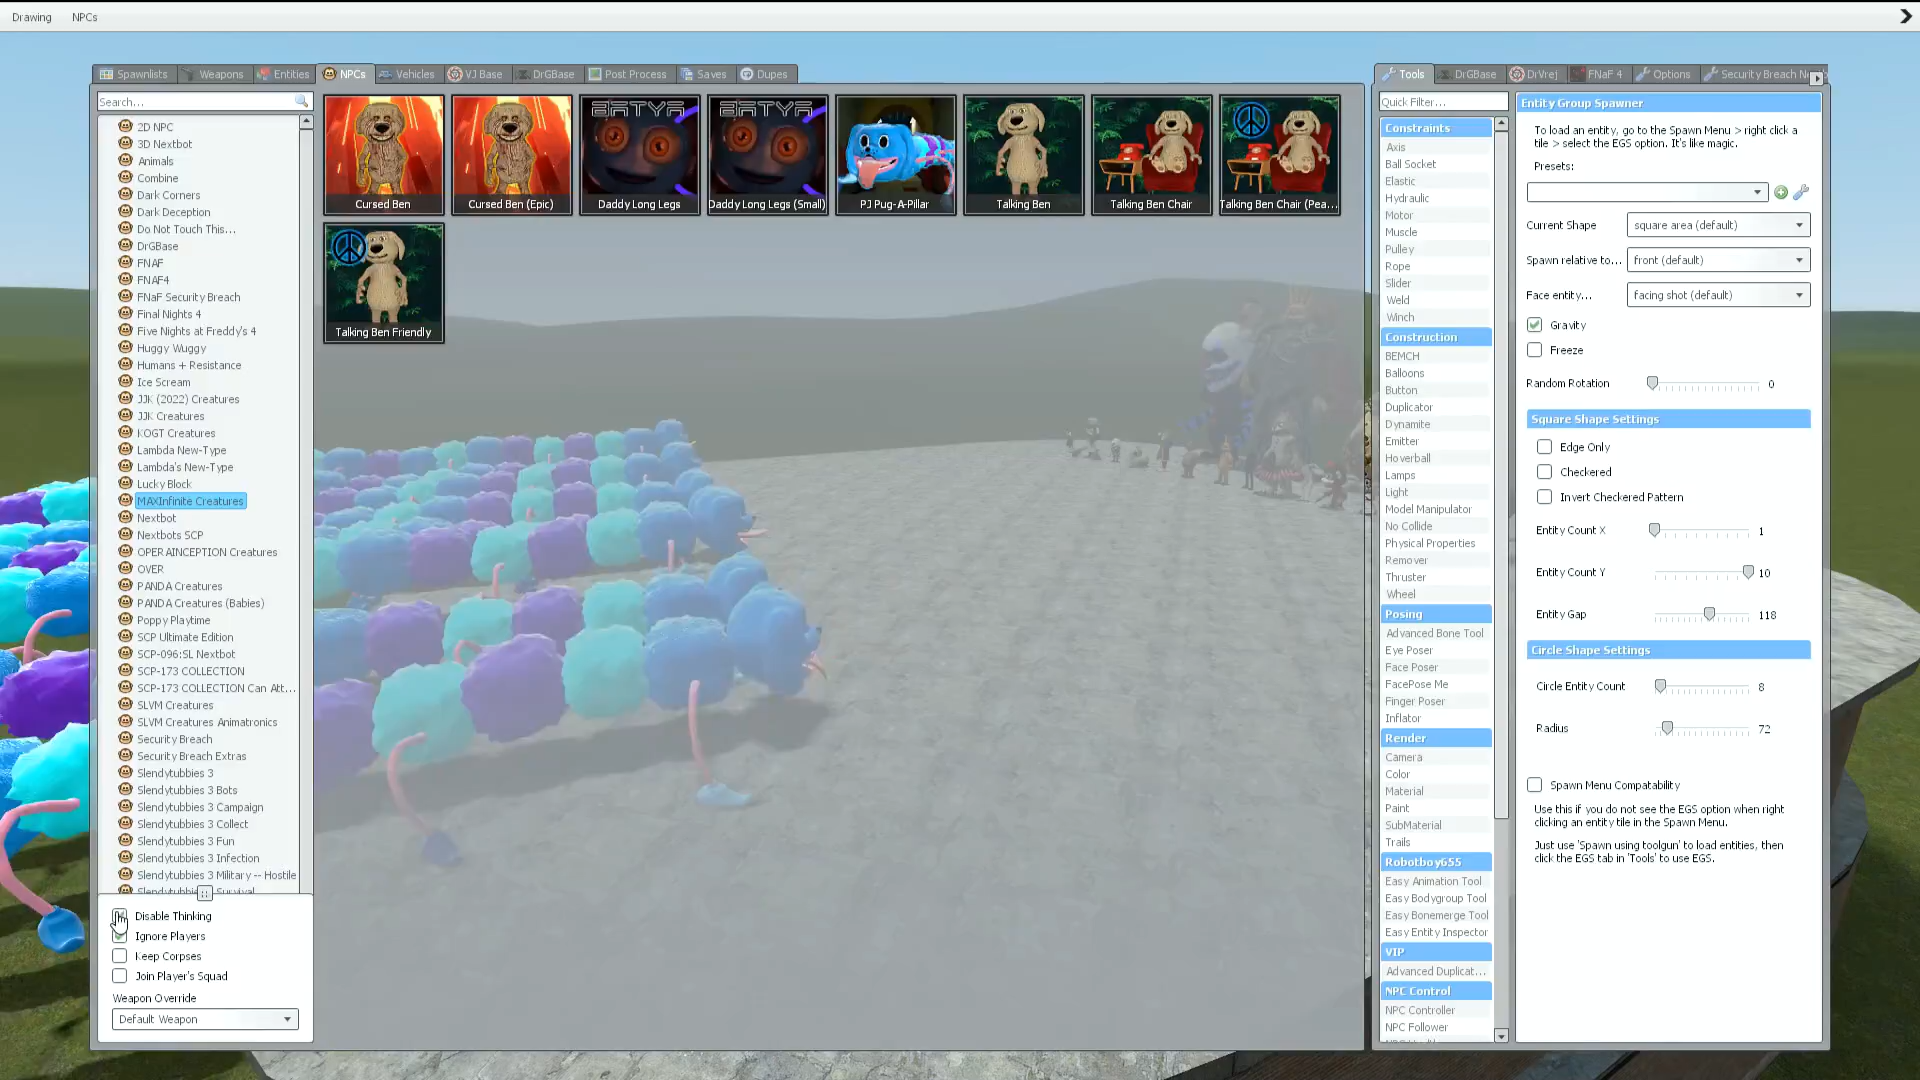 Drawing NPCs
Spawnlists Weapons Entities NPCs Vehicles VJ Base DrGBase Post Process Saves Dupes
Search...
2D NPC
3D Nextbot
Animals
Combine
Dark Corners
Dark Deception
Do Not Touch This...
DrGBase
FNAF
FNAF4
FNaF Security Breach
Final Nights 4
Five Nights at Freddy's 4
Huggy Wuggy
Humans + Resistance
Ice Scream
JJK (2022) Creatures
JJK Creatures
KOGT Creatures
Lambda New-Type
Lambda's New-Type
Lucky Block
MAXInfinite Creatures
Nextbot
Nextbots SCP
OPERAINCEPTION Creatures
OVER
PANDA Creatures
PANDA Creatures (Babies)
Poppy Playtime
SCP Ultimate Edition
SCP-096:SL Nextbot
SCP-173 COLLECTION
SCP-173 COLLECTION Can Att...
SLVM Creatures
SLVM Creatures Animatronics
Security Breach
Security Breach Extras
Slendytubbies 3
Slendytubbies 3 Bots
Slendytubbies 3 Campaign
Slendytubbies 3 Collect
Slendytubbies 3 Fun
Slendytubbies 3 Infection
Slendytubbies 3 Military -- Hostile
Disable Thinking
Ignore Players
Keep Corpses
Join Player's Squad
Weapon Override
Default Weapon
Cursed Ben
Cursed Ben (Epic)
Daddy Long Legs
Daddy Long Legs (Small)
PJ Pug-A-Pillar
Talking Ben
Talking Ben Chair
Talking Ben Chair (Pea...
Talking Ben Friendly
Tools DrGBase DrVrej FNaF 4 Options
Quick Filter...
Constraints
Axis
Ball Socket
Elastic
Hydraulic
Motor
Muscle
Pulley
Rope
Slider
Weld
Winch
Construction
BEMCH
Balloons
Button
Duplicator
Dynamite
Emitter
Hoverball
Lamps
Light
Model Manipulator
No Collide
Physical Properties
Remover
Thruster
Wheel
Posing
Advanced Bone Tool
Eye Poser
Face Poser
FacePose Me
Finger Poser
Inflator
Render
Camera
Color
Material
Paint
SubMaterial
Trails
Robotboy655
Easy Animation Tool
Easy Bodygroup Tool
Easy Bonemerge Tool
Easy Entity Inspector
VIP
Advanced Duplicat...
NPC Control
NPC Controller
NPC Follower
Entity Group Spawner
To load an entity, go to the Spawn Menu > right click a
tile > select the EGS option. It's like magic.
Presets:
Current Shape square area (default)
Spawn relative to... front (default)
Face entity... facing shot (default)
Gravity
Freeze
Random Rotation 0
Square Shape Settings
Edge Only
Checkered
Invert Checkered Pattern
Entity Count X 1
Entity Count Y 10
Entity Gap 118
Circle Shape Settings
Circle Entity Count 8
Radius 72
Spawn Menu Compatability
Use this if you do not see the EGS option when right
clicking an entity tile in the Spawn Menu.
Just use 'Spawn using toolgun' to load entities, then
click the EGS tab in 'Tools' to use EGS.